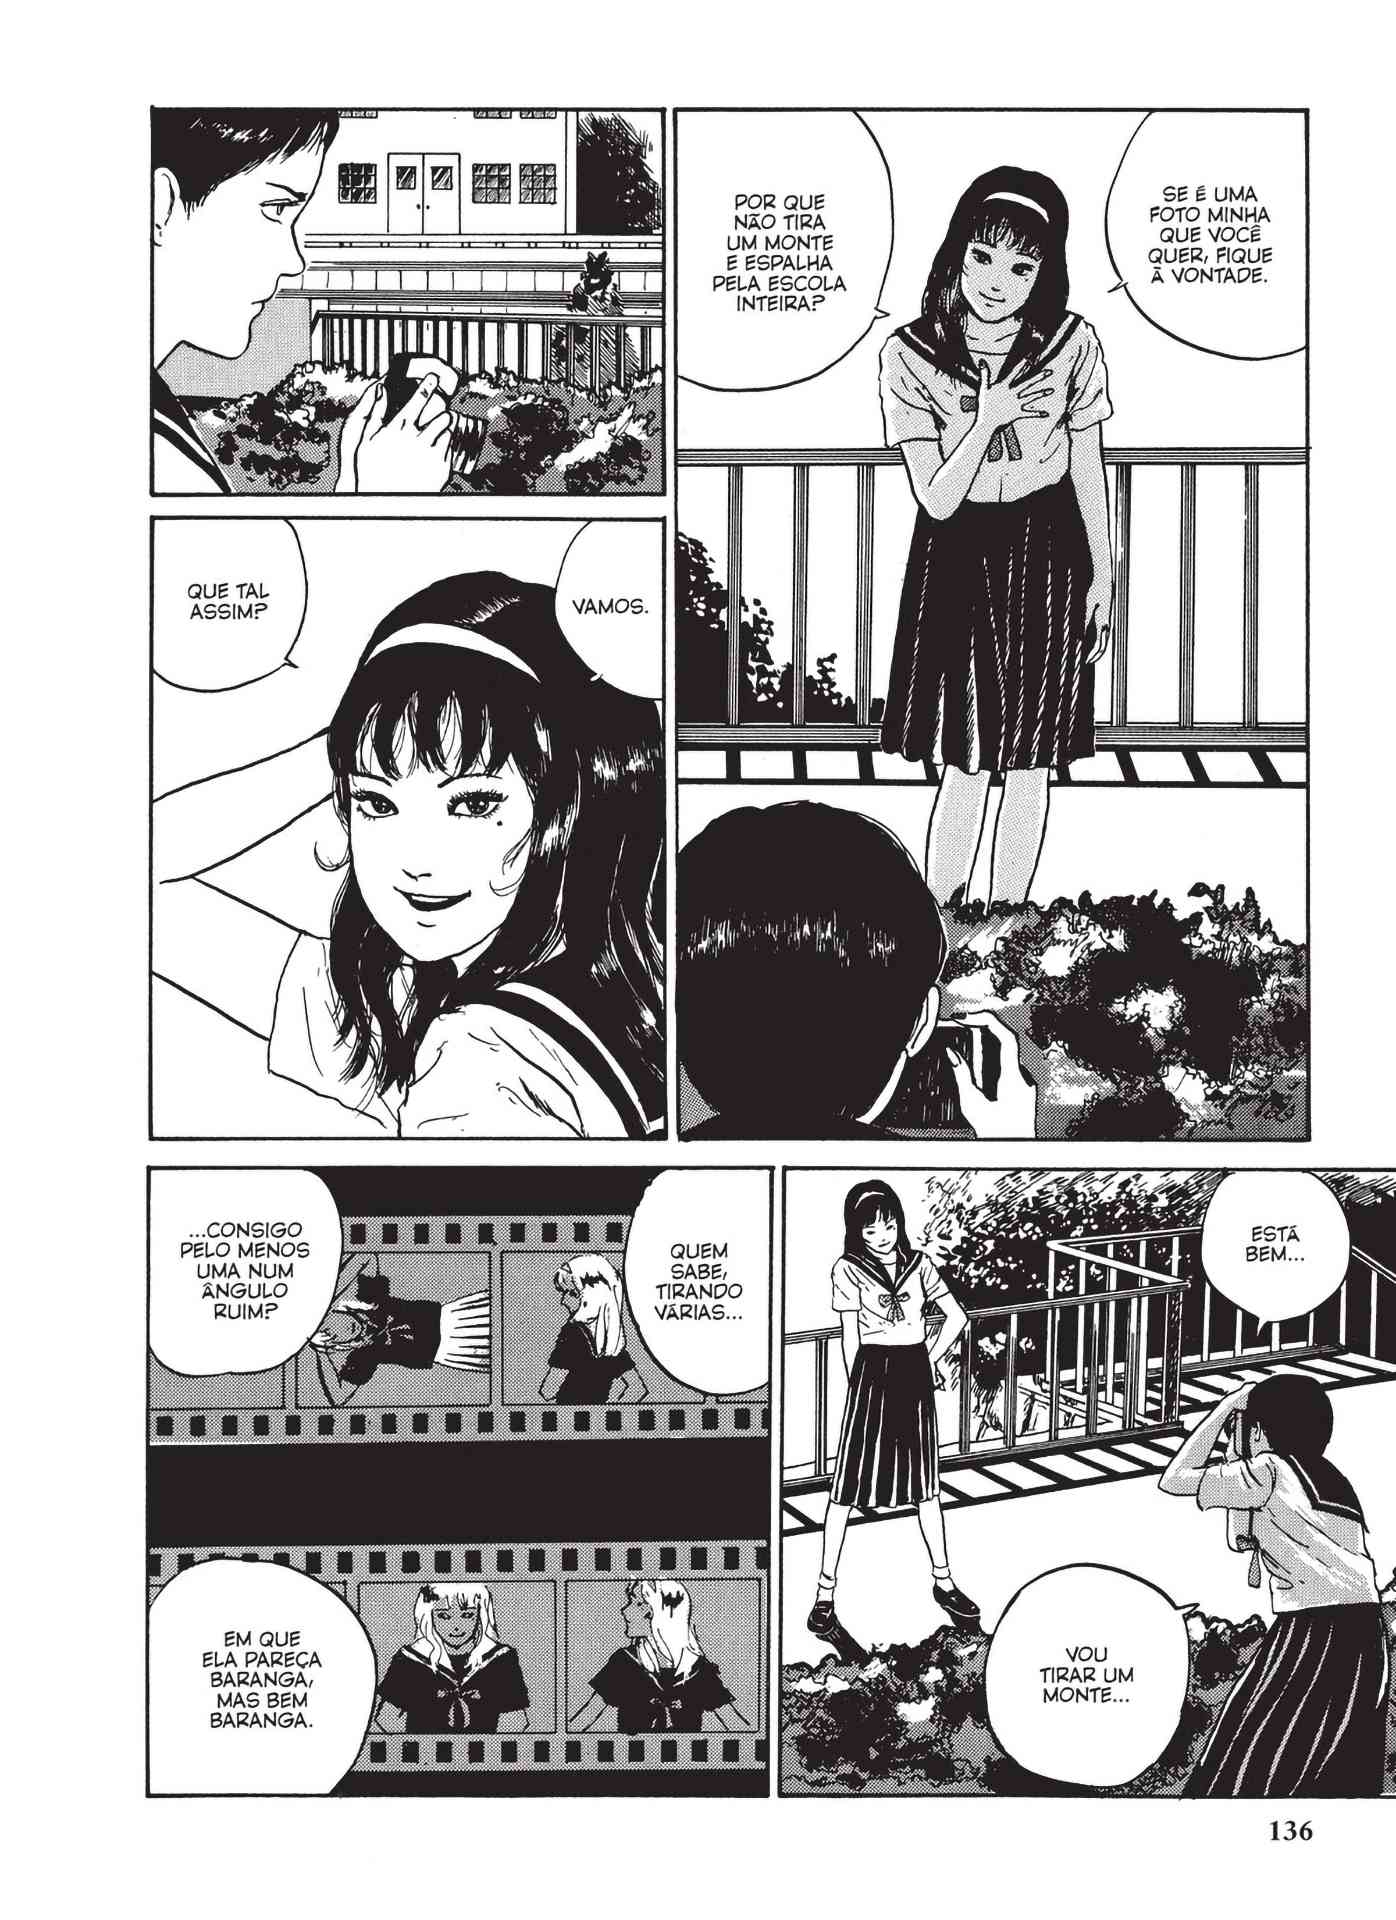 SE É UMA
FOTO MINHA
QUE VOCÊ
QUER, FIQUE
À VONTADE.
POR QUE
NÃO TIRA
UM MONTE
E ESPALHA
PELA ESCOLA
INTEIRA?
VAMOS.
QUE TAL
ASSIM?
ESTÁ
BEM...
VOU
TIRAR UM
MONTE...
QUEM
SABE,
TIRANDO
VÁRIAS...
...CONSIGO
PELO MENOS
UMA NUM
ÂNGULO
RUIM?
EM QUE
ELA PAREÇA
BARANGA,
MAS BEM
BARANGA.
136